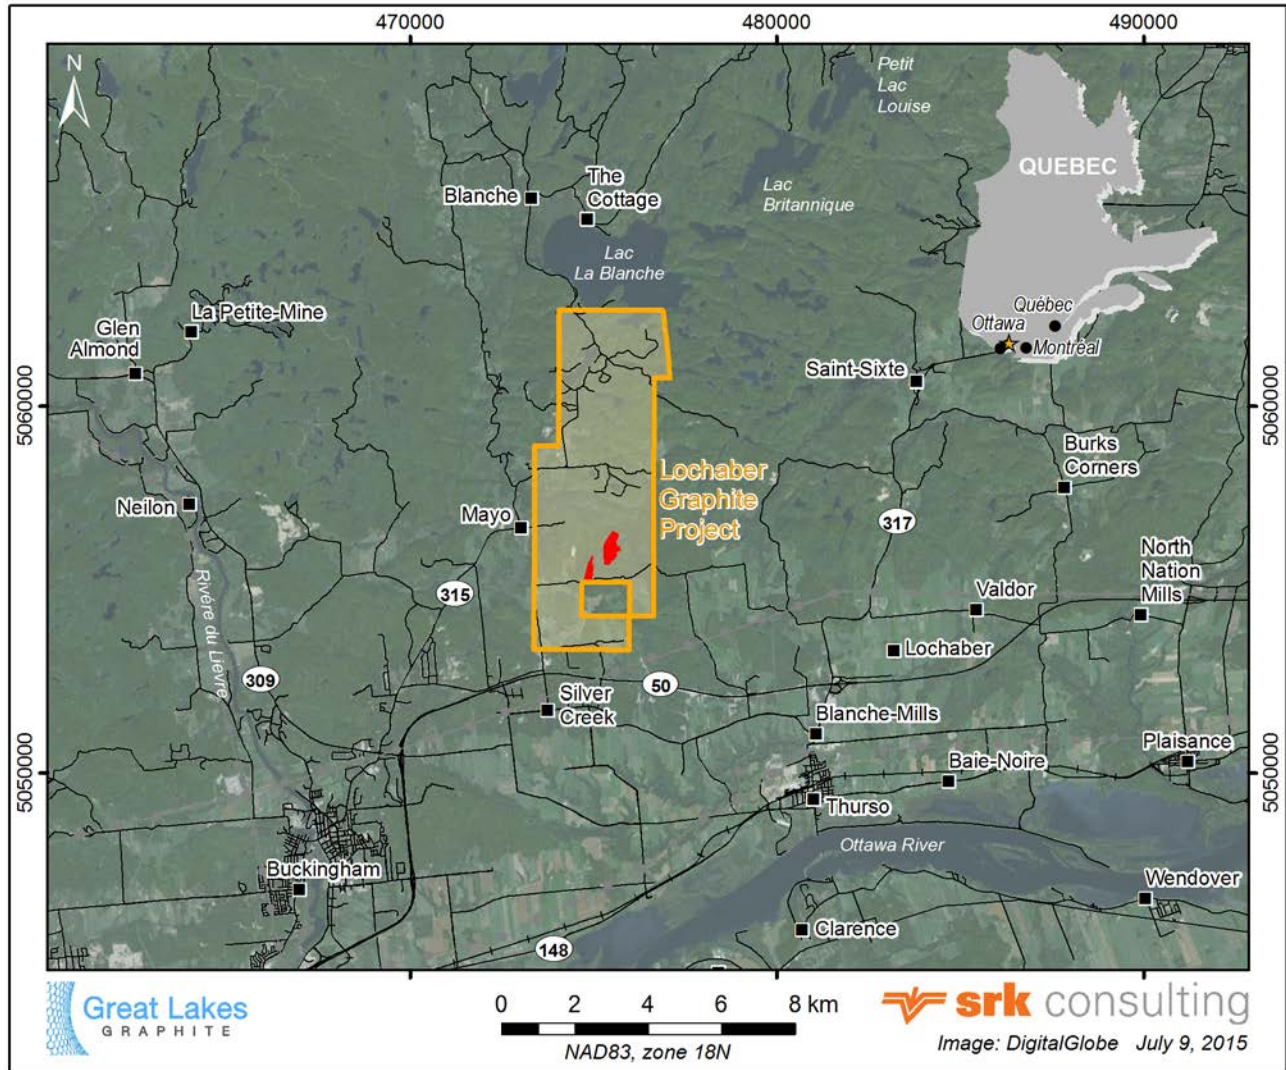 470000
480000
490000
N
Petit
Lac
Louise
QUEBEC
The
Cottage
Blanche
Lac
Britannique
Lac
La Blanche
Québec
Ottawa
Montréal
La Petite-Mine
Glen
Almond
Saint-Sixte
5060000
5060000
Burks
Corners
Lochaber
Graphite
Project
Neilon
Mayo
317
North
Nation
Mills
Rivère du Lièvre
315
Valdor
Lochaber
309
50
Silver
Creek
Blanche-Mills
Plaisance
Baie-Noire
5050000
5050000
Thurso
Ottawa River
Buckingham
Wendover
Clarence
148
Great Lakes
GRAPHITE
0 2 4 6 8 km
NAD83, zone 18N
srk consulting
Image: DigitalGlobe July 9, 2015